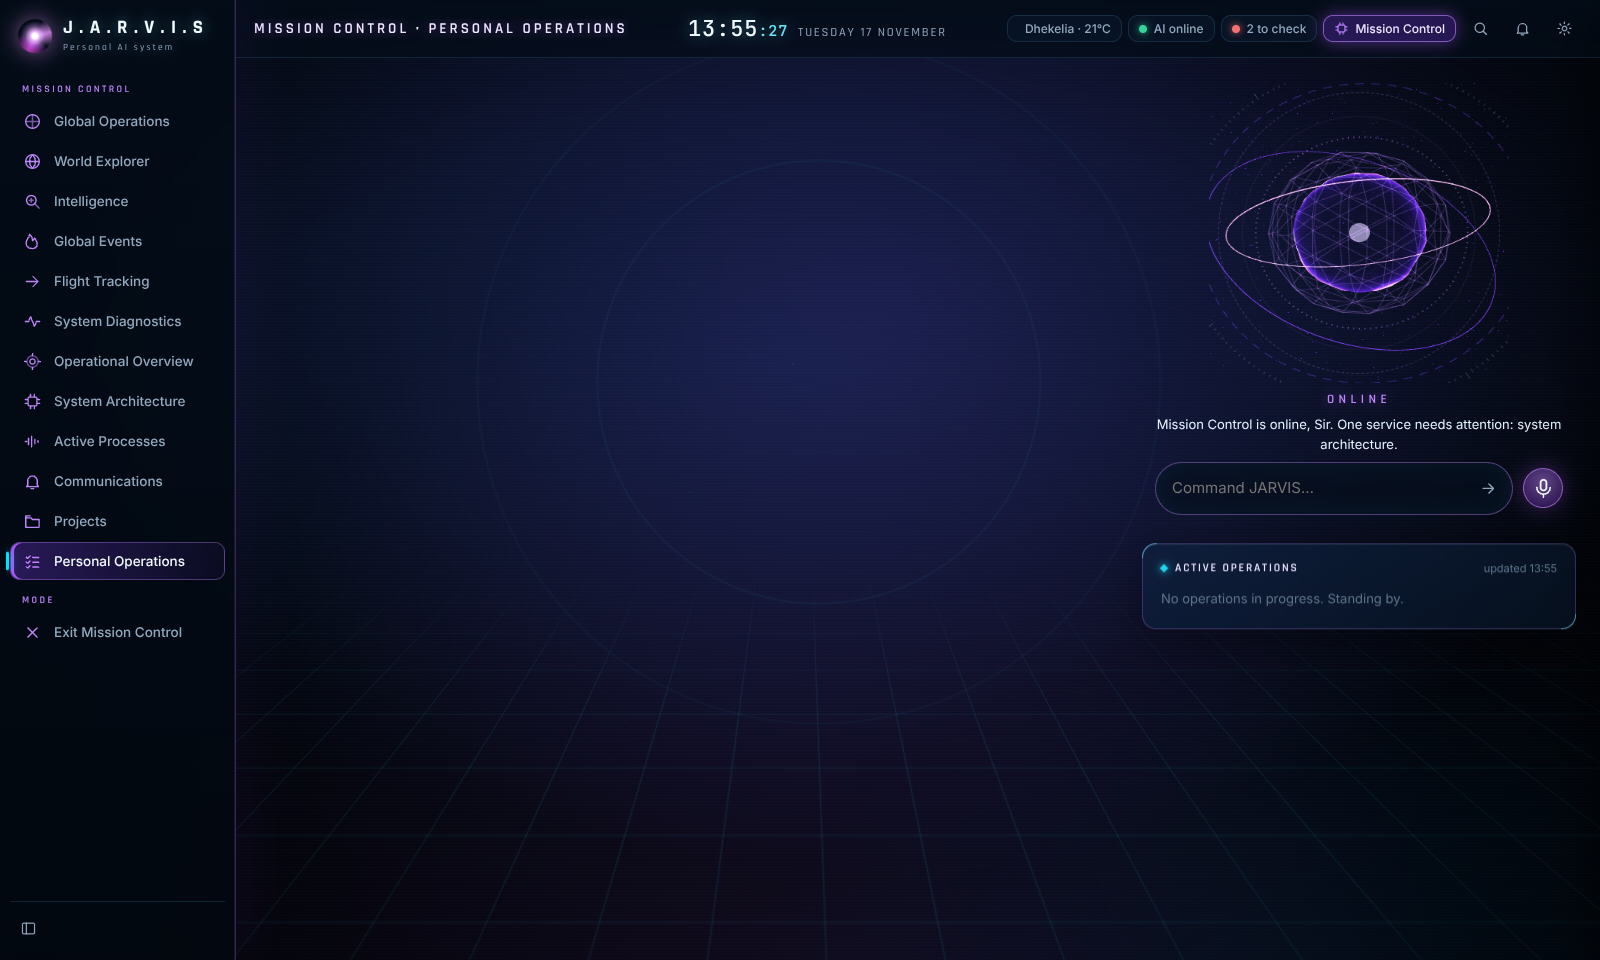 J.A.R.V.I.S
Personal AI system
MISSION CONTROL
Global Operations
World Explorer
Intelligence
Global Events
Flight Tracking
System Diagnostics
Operational Overview
System Architecture
Active Processes
Communications
Projects
Personal Operations
MODE
Exit Mission Control
MISSION CONTROL · PERSONAL OPERATIONS
13:55:27 TUESDAY 17 NOVEMBER
Dhekelia · 21°C
AI online
2 to check
Mission Control
ONLINE
Mission Control is online, Sir. One service needs attention: system
architecture.
Command JARVIS...
ACTIVE OPERATIONS
updated 13:55
No operations in progress. Standing by.